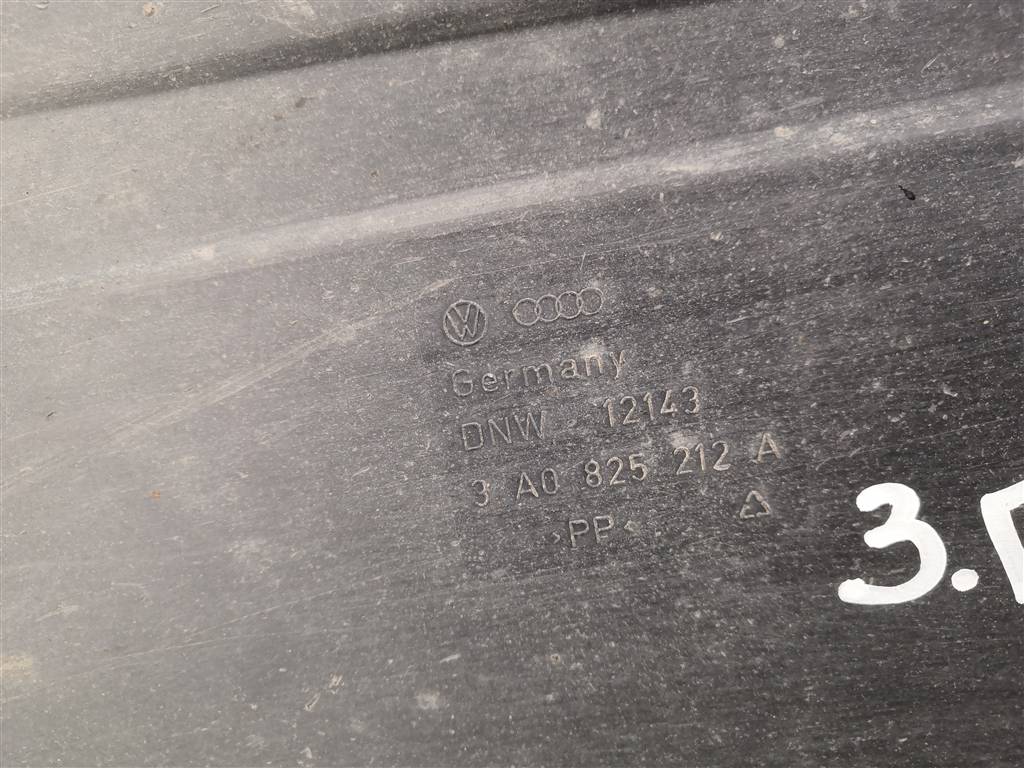 Germany
DNW 12143
3 A0 825 212 A
>PP<
3.